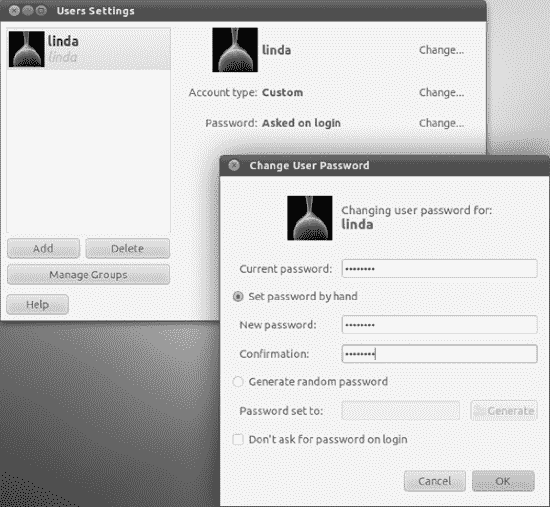 Users Settings
linda
linda
linda Change...
Account type: Custom Change...
Password: Asked on login Change...
Add Delete
Manage Groups
Help
Change User Password
Changing user password for:
linda
Current password: ••••••••
Set password by hand
New password: ••••••••
Confirmation: ••••••••
Generate random password
Password set to: Generate
Don't ask for password on login
Cancel OK